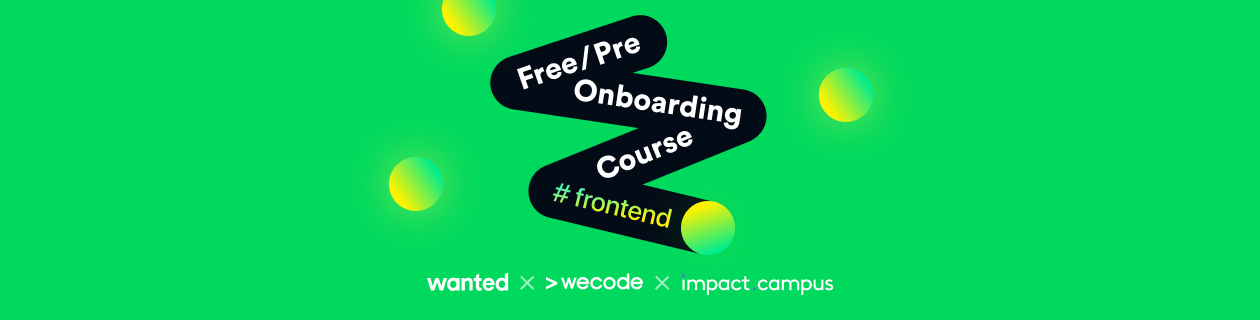 Free/Pre
Onboarding
Course
# frontend
wanted × >wecode × impact campus